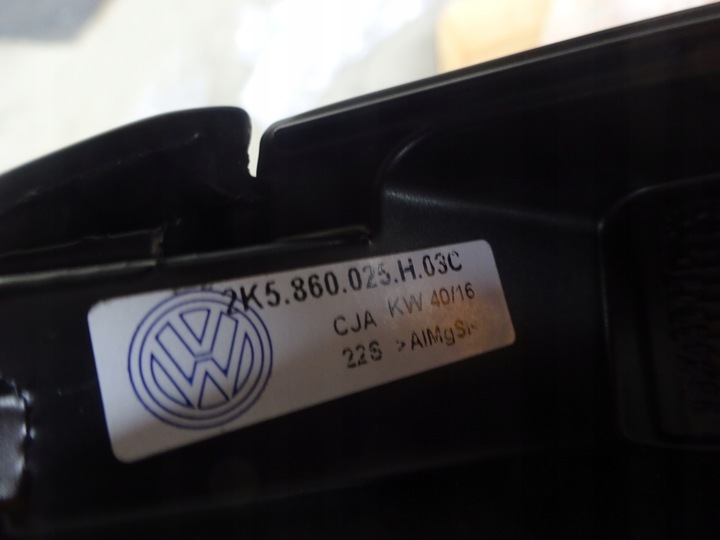 2K5.860.025.H.03C
CJA KW 40/16
22S >AlMgSi<